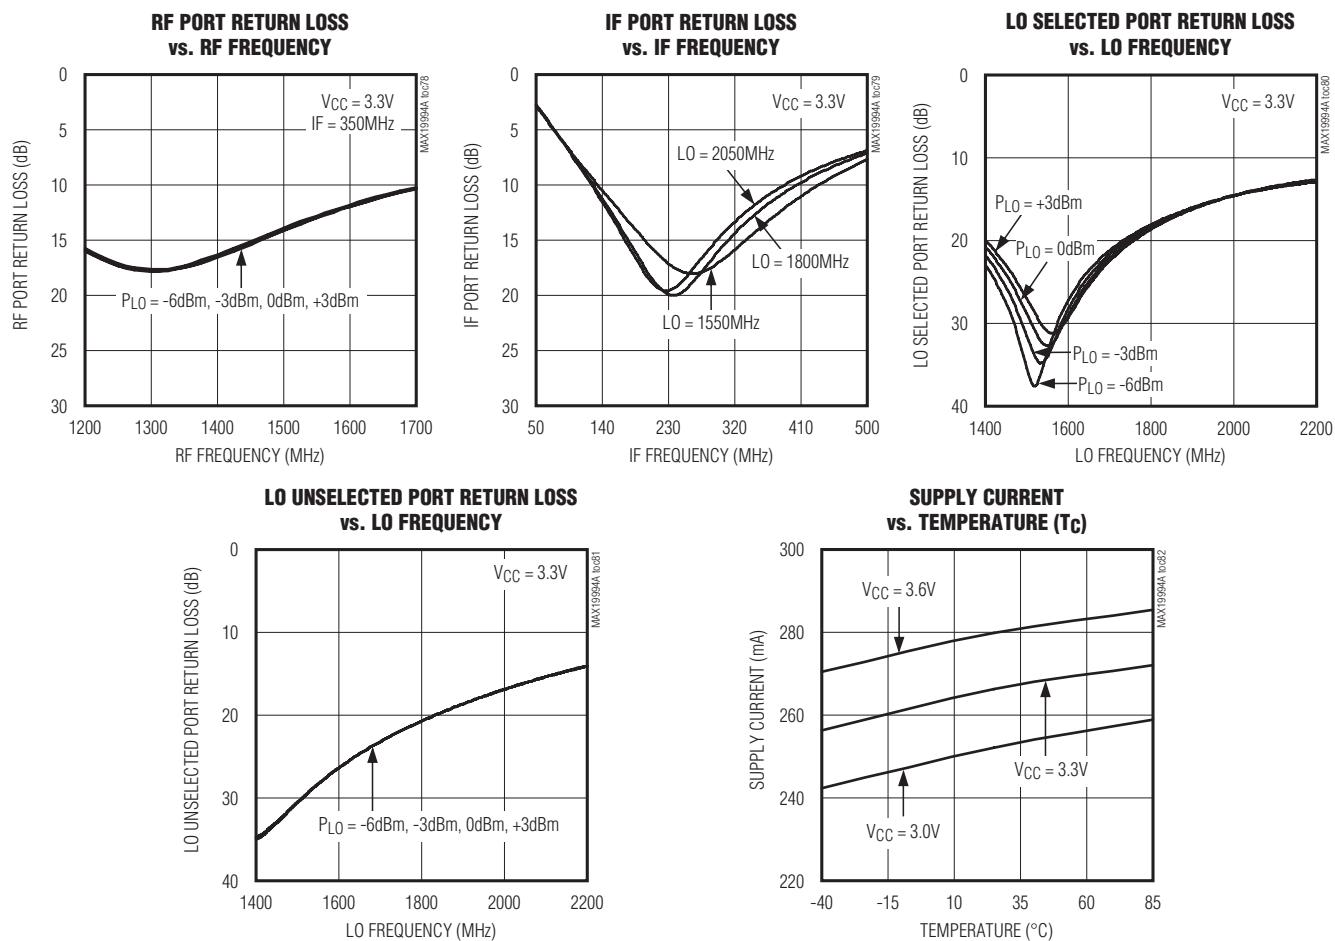 RF PORT RETURN LOSS
vs. RF FREQUENCY
RF PORT RETURN LOSS (dB)
0
5
10
15
20
25
30
VCC = 3.3V
IF = 350MHz
PLO = -6dBm, -3dBm, 0dBm, +3dBm
MAX19994A toc78
1200 1300 1400 1500 1600 1700
RF FREQUENCY (MHz)
IF PORT RETURN LOSS
vs. IF FREQUENCY
IF PORT RETURN LOSS (dB)
0
5
10
15
20
25
30
VCC = 3.3V
LO = 2050MHz
LO = 1800MHz
LO = 1550MHz
MAX19994A toc79
50 140 230 320 410 500
IF FREQUENCY (MHz)
LO SELECTED PORT RETURN LOSS
vs. LO FREQUENCY
LO SELECTED PORT RETURN LOSS (dB)
0
10
20
30
40
VCC = 3.3V
PLO = +3dBm
PLO = 0dBm
PLO = -3dBm
PLO = -6dBm
MAX19994A toc80
1400 1600 1800 2000 2200
LO FREQUENCY (MHz)
LO UNSELECTED PORT RETURN LOSS
vs. LO FREQUENCY
LO UNSELECTED PORT RETURN LOSS (dB)
0
10
20
30
40
VCC = 3.3V
PLO = -6dBm, -3dBm, 0dBm, +3dBm
MAX19994A toc81
1400 1600 1800 2000 2200
LO FREQUENCY (MHz)
SUPPLY CURRENT
vs. TEMPERATURE (TC)
SUPPLY CURRENT (mA)
300
280
260
240
220
VCC = 3.6V
VCC = 3.3V
VCC = 3.0V
MAX19994A toc82
-40 -15 10 35 60 85
TEMPERATURE (°C)